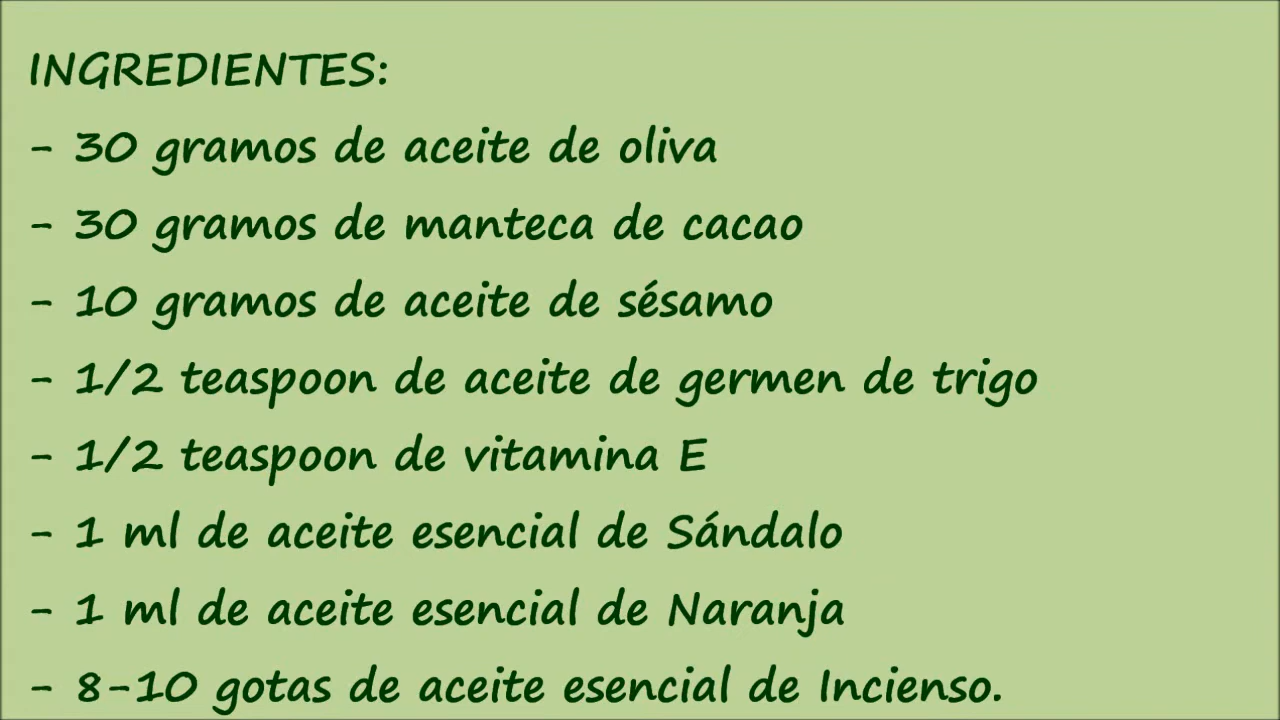 INGREDIENTES:
- 30 gramos de aceite de oliva
- 30 gramos de manteca de cacao
- 10 gramos de aceite de sésamo
- 1/2 teaspoon de aceite de germen de trigo
- 1/2 teaspoon de vitamina E
- 1 ml de aceite esencial de Sándalo
- 1 ml de aceite esencial de Naranja
- 8-10 gotas de aceite esencial de Incienso.